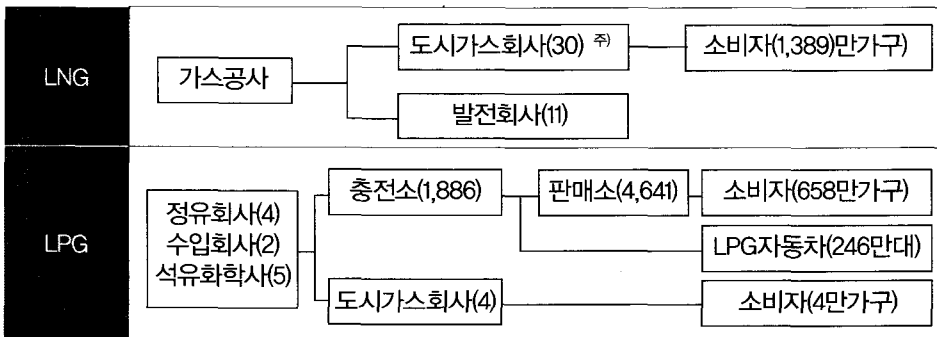 LNG
가스공사
도시가스회사(30) 주)
소비자(1,389)만가구)
발전회사(11)
LPG
정유회사(4)
수입회사(2)
석유화학사(5)
충전소(1,886)
판매소(4,641)
소비자(658만가구)
LPG자동차(246만대)
도시가스회사(4)
소비자(4만가구)